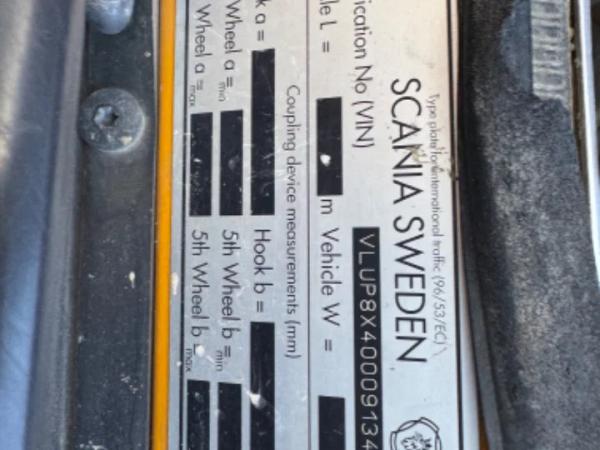 Type plate for international traffic (96/53/EC)
SCANIA SWEDEN
ication No (VIN) VLUP8X40009134
le L = m Vehicle W =
Coupling device measurements (mm)
k a = Hook b =
Wheel a min = 5th Wheel b min =
Wheel a max = 5th Wheel b max =